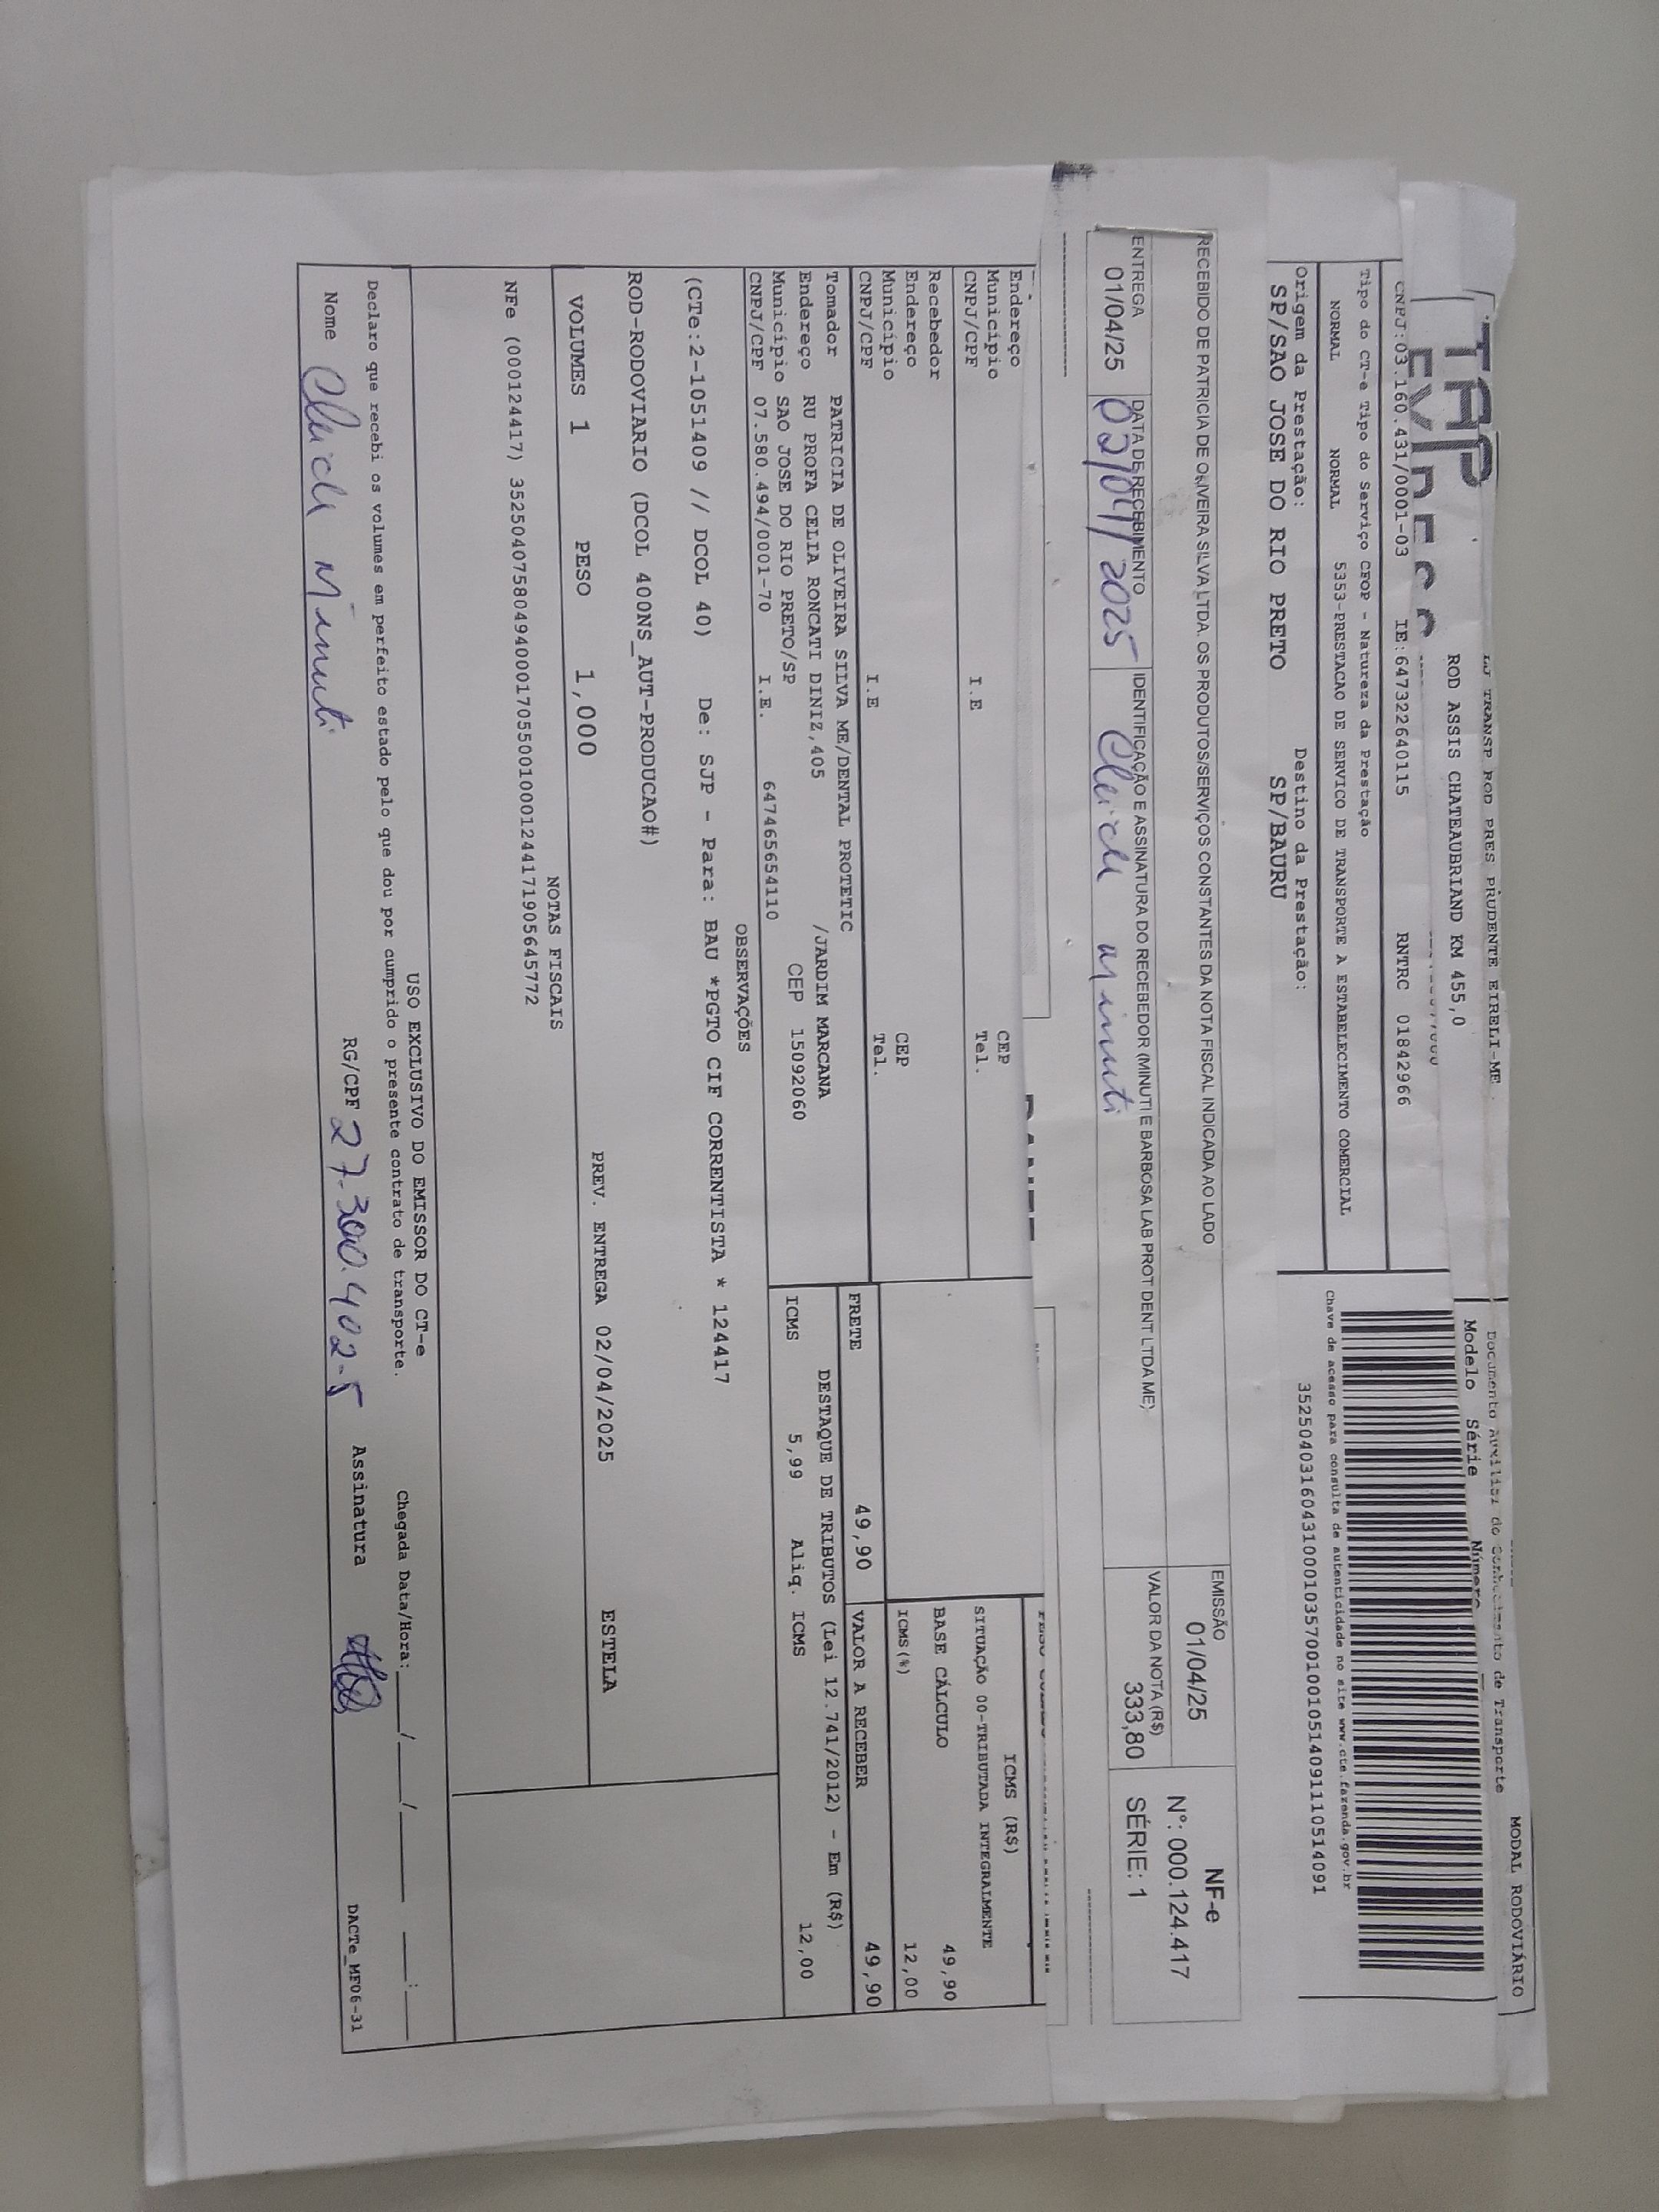 MODAL RODOVIÁRIO
TRANSP ROD PRES PRUDENTE EIRELI-ME
Documento Auxiliar do Conhecimento de Transporte
ROD ASSIS CHATEAUBRIAND KM 455,0
Modelo Série Número
CNPJ:03.160.431/0001-03 IE:647322640115 RNTRC 01842966
Tipo do CT-e Tipo do Serviço CFOP - Natureza da Prestação
NORMAL NORMAL 5353-PRESTACAO DE SERVICO DE TRANSPORTE A ESTABELECIMENTO COMERCIAL
Chave de acesso para consulta de autenticidade no site www.cte.fazenda.gov.br
35250403160431000103570010010514091110514091
Origem da Prestação: Destino da Prestação:
SP/SAO JOSE DO RIO PRETO SP/BAURU
RECEBIDO DE PATRICIA DE OLIVEIRA SILVA LTDA. OS PRODUTOS/SERVIÇOS CONSTANTES DA NOTA FISCAL INDICADA AO LADO
EMISSÃO
01/04/25
NF-e
Nº: 000.124.417
SÉRIE: 1
ENTREGA
01/04/25
DATA DE RECEBIMENTO
02/04/2025
IDENTIFICAÇÃO E ASSINATURA DO RECEBEDOR (MINUTI E BARBOSA LAB PROT DENT LTDA ME)
Cleide Minuti
VALOR DA NOTA (R$)
333,80
Endereço
Município CEP
CNPJ/CPF I.E Tel.
Recebedor
Endereço
Município CEP
CNPJ/CPF I.E Tel.
ICMS (R$)
SITUAÇÃO 00-TRIBUTADA INTEGRALMENTE
BASE CÁLCULO 49,90
ICMS(%) 12,00
Tomador PATRICIA DE OLIVEIRA SILVA ME/DENTAL PROTETIC
Endereço RU PROFA CELIA RONCATI DINIZ,405 /JARDIM MARCANA
Município SAO JOSE DO RIO PRETO/SP CEP 15092060
CNPJ/CPF 07.580.494/0001-70 I.E. 647465654110
FRETE 49,90 VALOR A RECEBER 49,90
DESTAQUE DE TRIBUTOS (Lei 12.741/2012) - Em (R$)
ICMS 5,99 Aliq. ICMS 12,00
OBSERVAÇÕES
(CTe:2-1051409 // DCOL 40) De: SJP - Para: BAU *PGTO CIF CORRENTISTA * 124417
ROD-RODOVIARIO (DCOL 400NS_AUT-PRODUCAO#)
VOLUMES 1 PESO 1,000 PREV. ENTREGA 02/04/2025 ESTELA
NOTAS FISCAIS
NFe (000124417) 35250407580494000170550010001244171905645772
USO EXCLUSIVO DO EMISSOR DO CT-e
Declaro que recebi os volumes em perfeito estado pelo que dou por cumprido o presente contrato de transporte.
Chegada Data/Hora:____/____/______ ___:___
Nome Cleide Minuti RG/CPF 27.300.402-5 Assinatura
DACTe_MF06-31